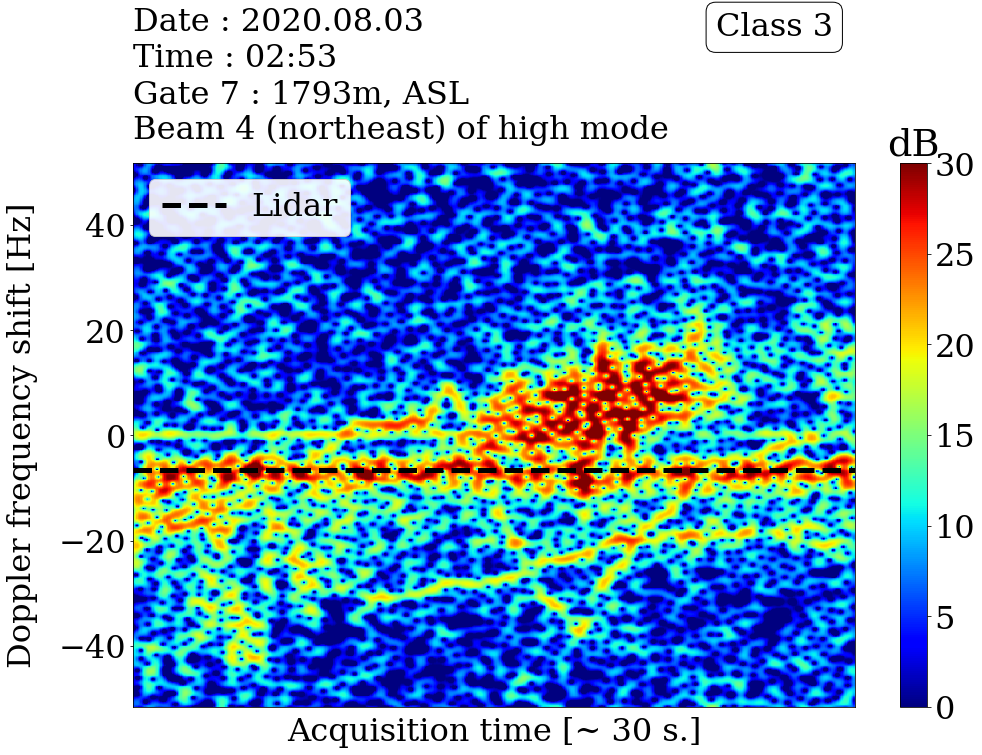 Date : 2020.08.03
Time : 02:53
Gate 7 : 1793m, ASL
Beam 4 (northeast) of high mode
Class 3
dB
Lidar
Doppler frequency shift [Hz]
40
20
0
−20
−40
30
25
20
15
10
5
0
Acquisition time [~ 30 s.]